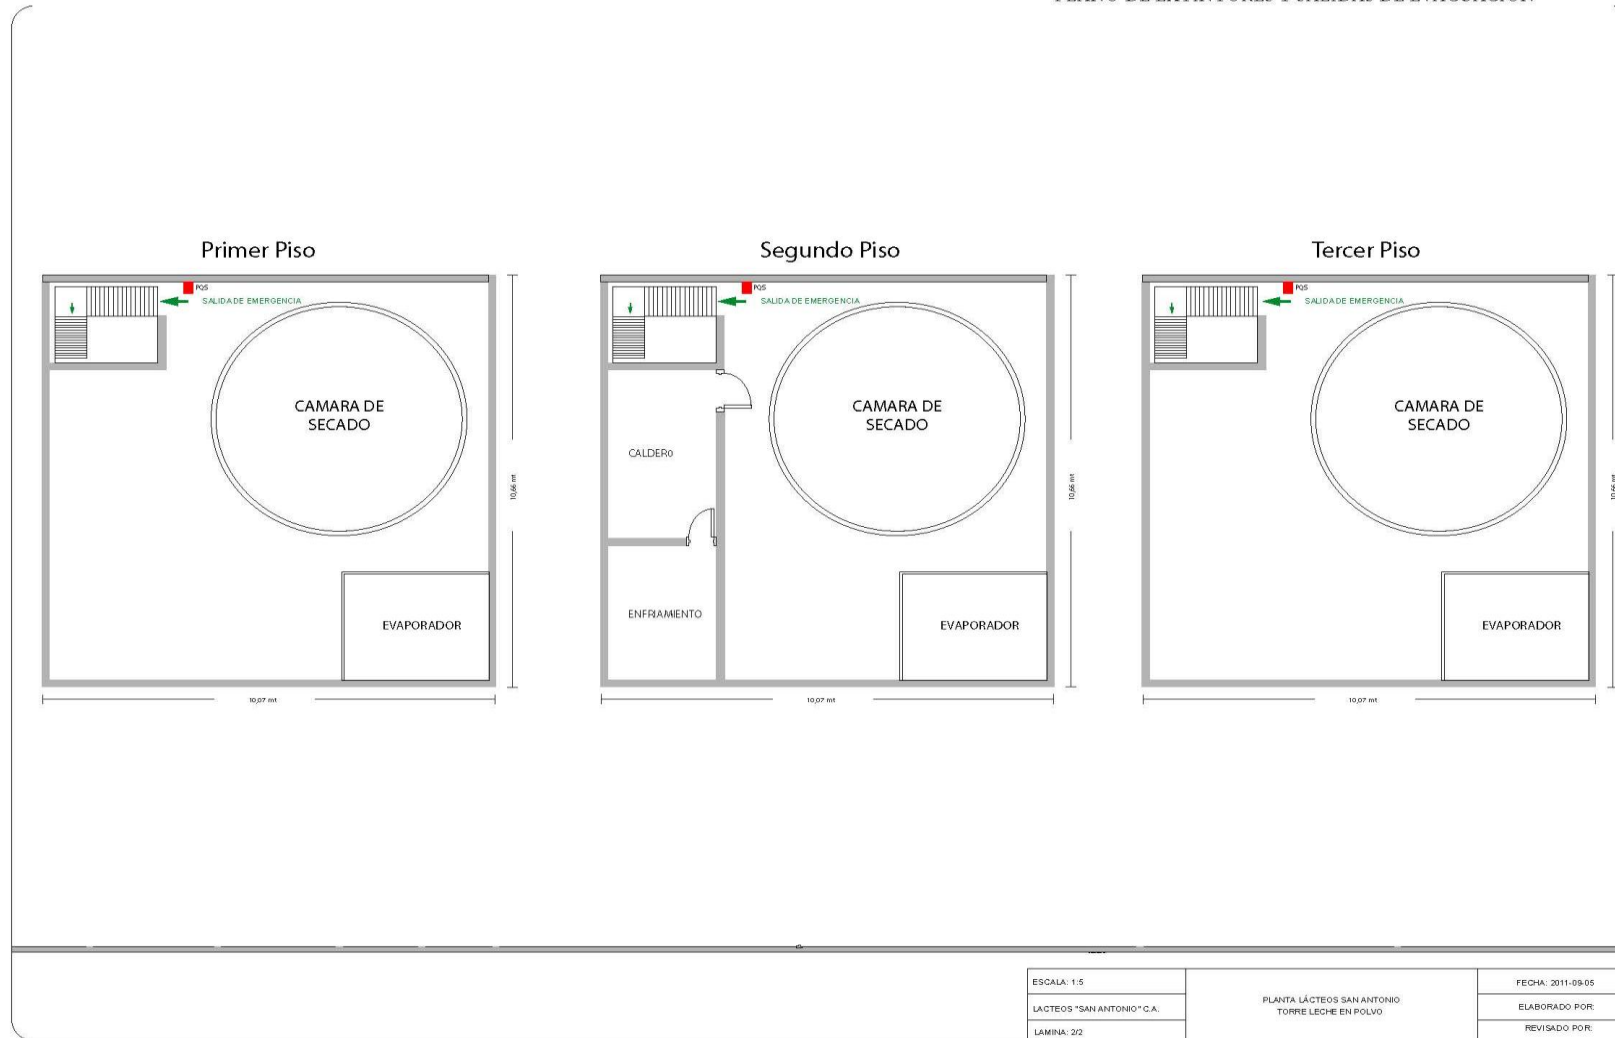 Primer Piso
Segundo Piso
Tercer Piso
PQS
SALIDA DE EMERGENCIA
PQS
SALIDA DE EMERGENCIA
PQS
SALIDA DE EMERGENCIA
CAMARA DE
SECADO
CAMARA DE
SECADO
CAMARA DE
SECADO
CALDERO
10,66 mt
10,66 mt
10,66 mt
ENFRIAMIENTO
EVAPORADOR
EVAPORADOR
EVAPORADOR
10,07 mt
10,07 mt
10,07 mt
ESCALA: 1:5
LACTEOS "SAN ANTONIO" C.A.
LAMINA: 2/2
PLANTA LÁCTEOS SAN ANTONIO
TORRE LECHE EN POLVO
FECHA: 2011-09-05
ELABORADO POR:
REVISADO POR: